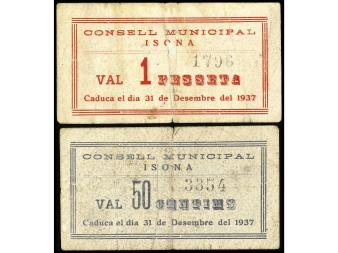 CONSELL MUNICIPAL
ISONA
1796
VAL 1 PESSETA
Caduca el dia 31 de Desembre del 1937
CONSELL MUNICIPAL
ISONA
3354
VAL 50 CENTIMS
Caduca el dia 31 de Desembre del 1937